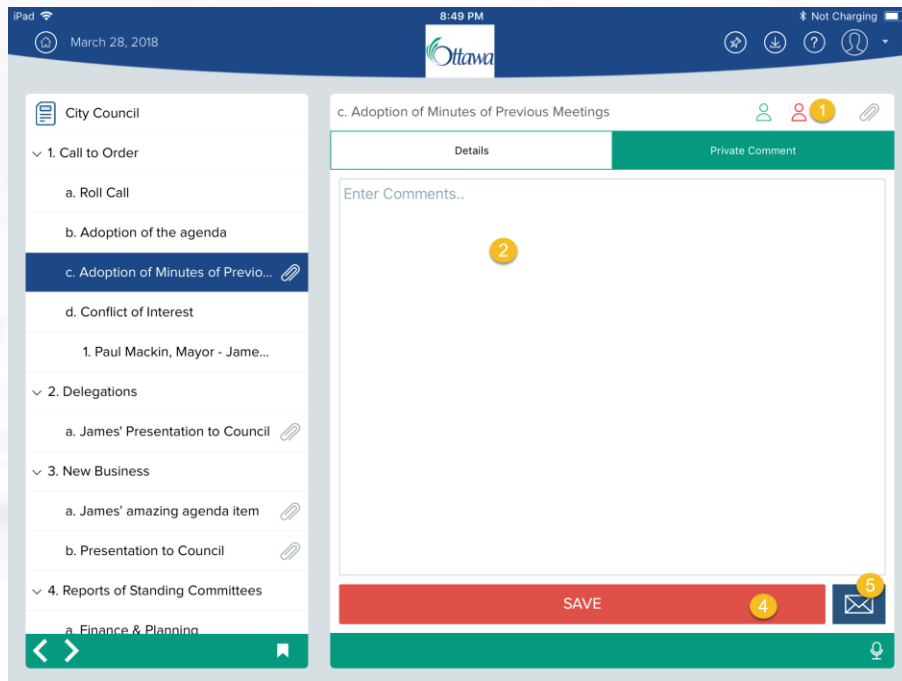 iPad
8:49 PM
Not Charging
March 28, 2018
Ottawa
?
City Council
1. Call to Order
a. Roll Call
b. Adoption of the agenda
c. Adoption of Minutes of Previo...
d. Conflict of Interest
1. Paul Mackin, Mayor - Jame...
2. Delegations
a. James' Presentation to Council
3. New Business
a. James' amazing agenda item
b. Presentation to Council
4. Reports of Standing Committees
a. Finance & Planning
c. Adoption of Minutes of Previous Meetings
1
Details
Private Comment
Enter Comments..
2
SAVE
4
5